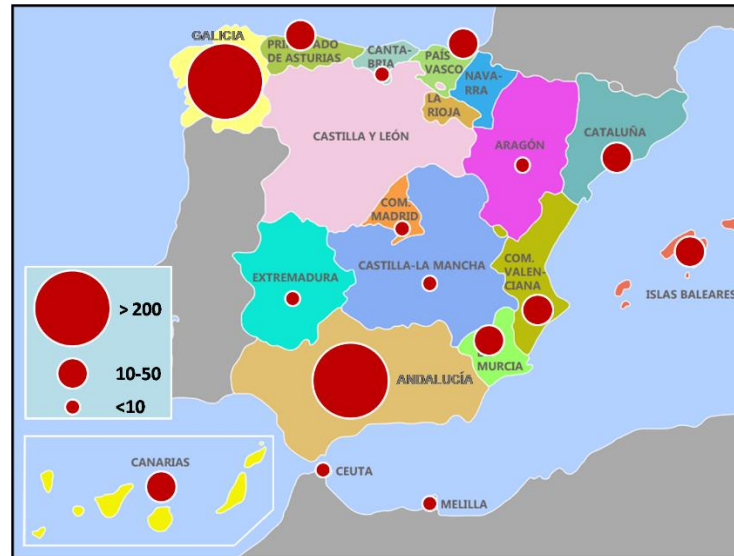 GALICIA
PRINCIPADO
DE ASTURIAS
CANTA-
BRIA
PAÍS
VASCO
NAVA-
RRA
LA
RIOJA
CASTILLA Y LEÓN
ARAGÓN
CATALUÑA
COM.
MADRID
EXTREMADURA
CASTILLA-LA MANCHA
COM.
VALEN-
CIANA
ISLAS BALEARES
MURCIA
ANDALUCÍA
> 200
10-50
<10
CANARIAS
CEUTA
MELILLA